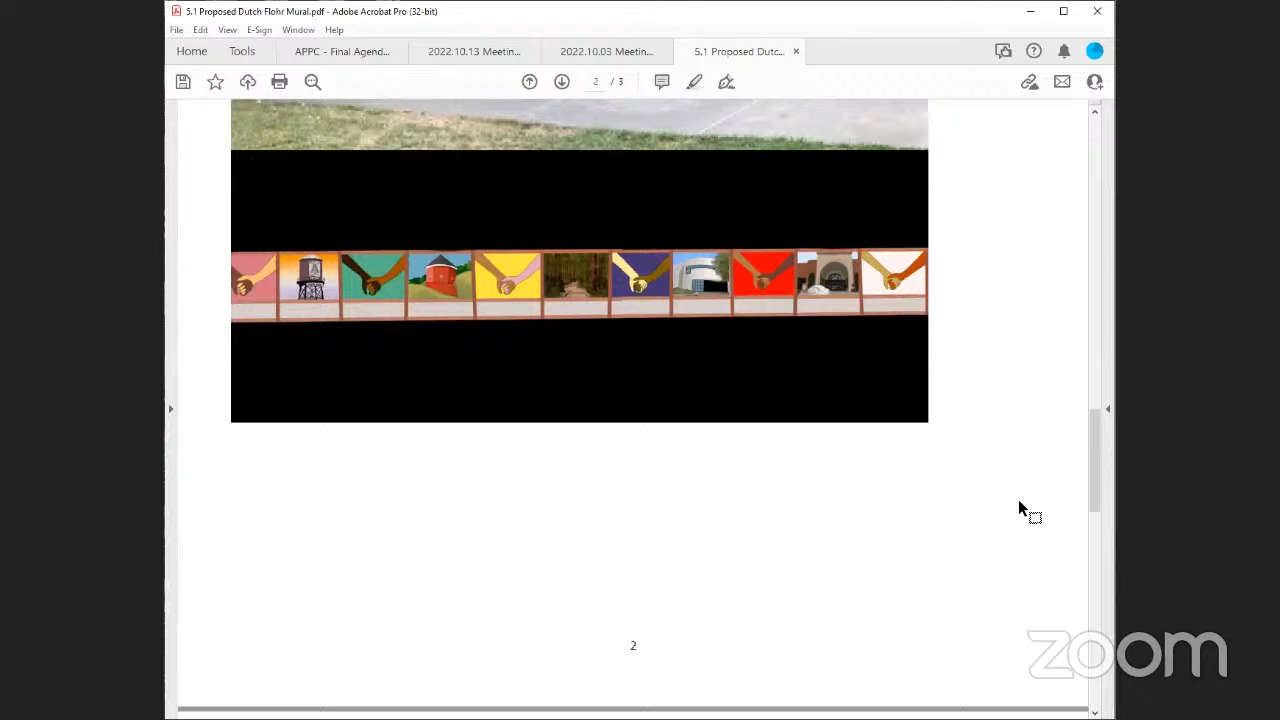 5.1 Proposed Dutch Flohr Mural.pdf - Adobe Acrobat Pro (32-bit)
File Edit View E-Sign Window Help
Home Tools APPC - Final Agend... 2022.10.13 Meetin... 2022.10.03 Meetin... 5.1 Proposed Dutc... ×
2 / 3
2
zoom